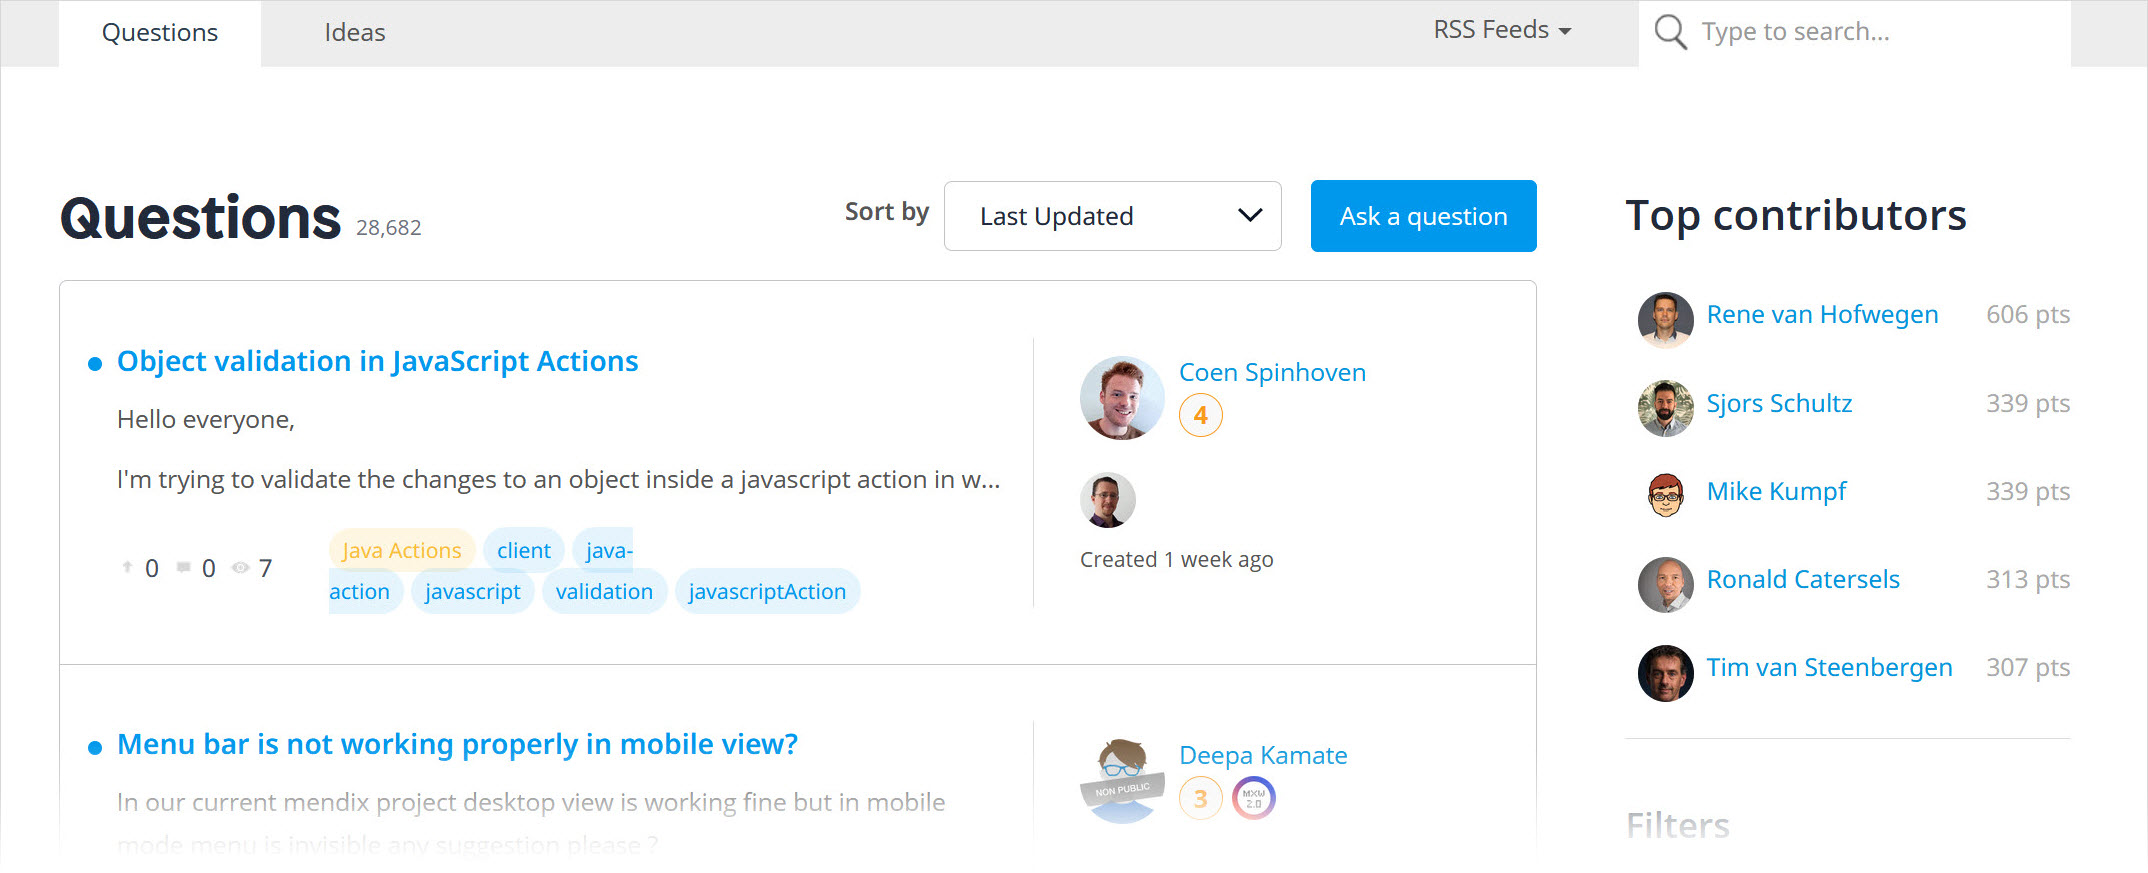 Questions
Ideas
RSS Feeds
Type to search...
Questions 28,682
Sort by
Last Updated
Ask a question
Object validation in JavaScript Actions
Hello everyone,
I'm trying to validate the changes to an object inside a javascript action in w...
0 0 7
Java Actions client java-
action javascript validation javascriptAction
Coen Spinhoven
4
Created 1 week ago
Menu bar is not working properly in mobile view?
In our current mendix project desktop view is working fine but in mobile
mode menu is invisible any suggestion please ?
NON PUBLIC
Deepa Kamate
3
MXW
2.0
Top contributors
Rene van Hofwegen 606 pts
Sjors Schultz 339 pts
Mike Kumpf 339 pts
Ronald Catersels 313 pts
Tim van Steenbergen 307 pts
Filters